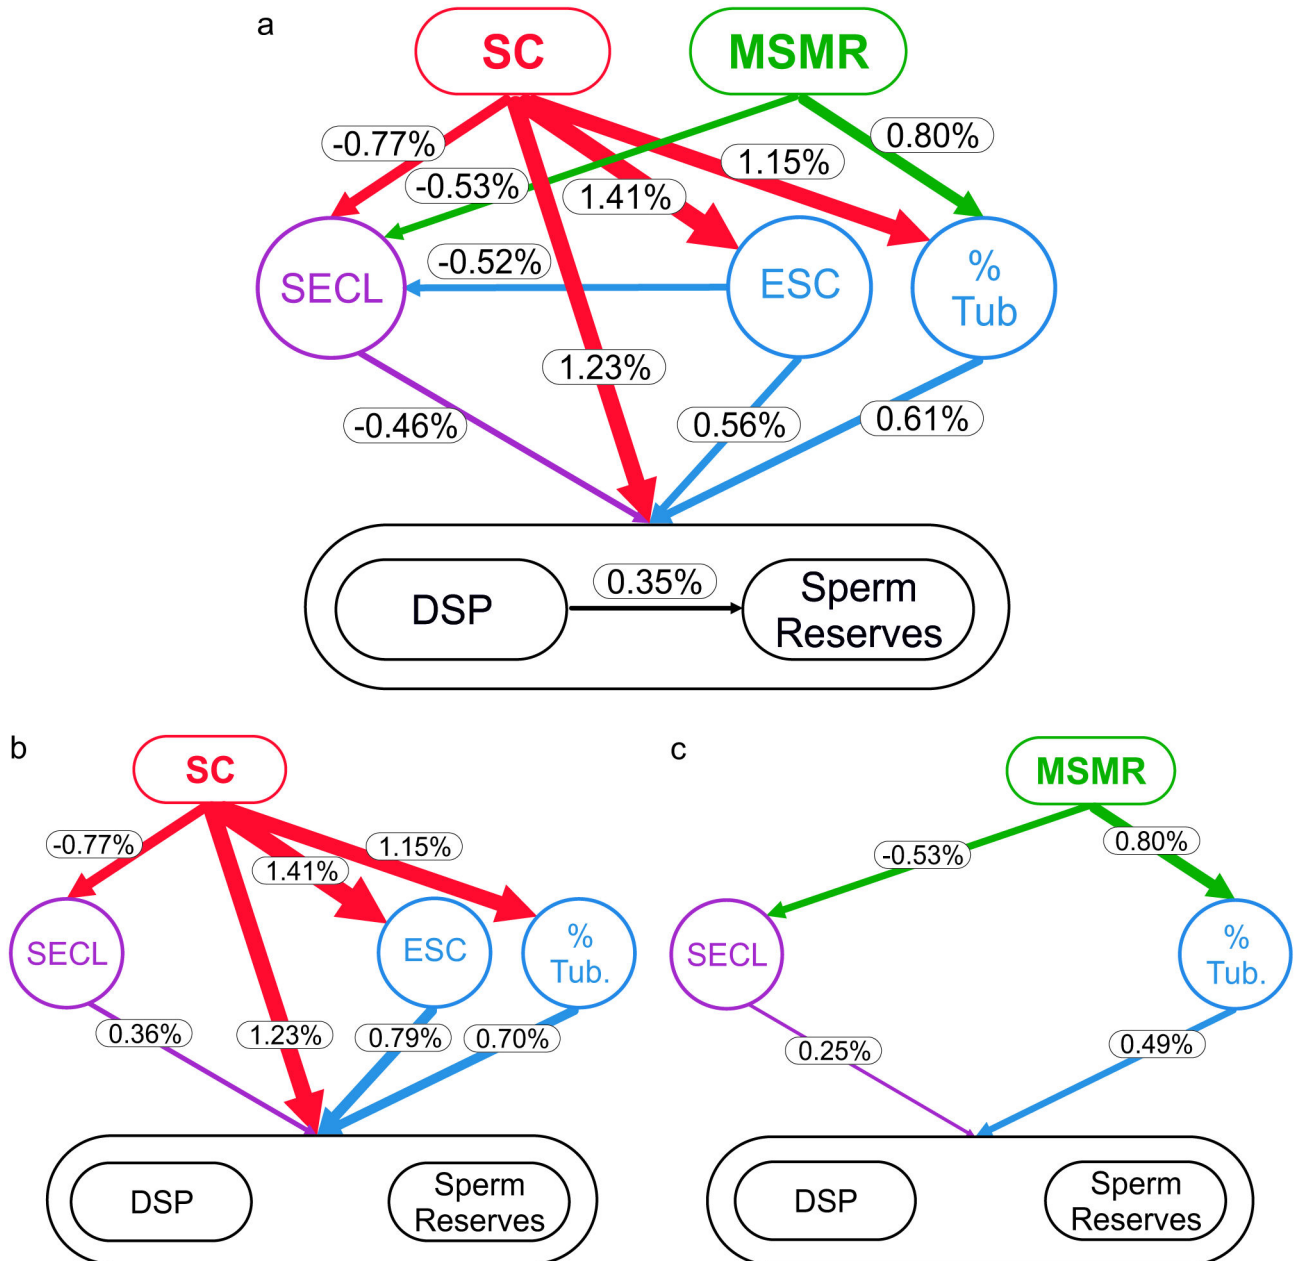 a
SC
MSMR
-0.77%
0.80%
1.15%
-0.53%
1.41%
-0.52%
SECL
ESC
%
Tub
1.23%
-0.46%
0.56%
0.61%
0.35%
DSP
Sperm
Reserves
b
SC
-0.77%
1.15%
1.41%
SECL
ESC
%
Tub.
0.36%
1.23%
0.79%
0.70%
DSP
Sperm
Reserves
c
MSMR
-0.53%
0.80%
SECL
%
Tub.
0.25%
0.49%
DSP
Sperm
Reserves